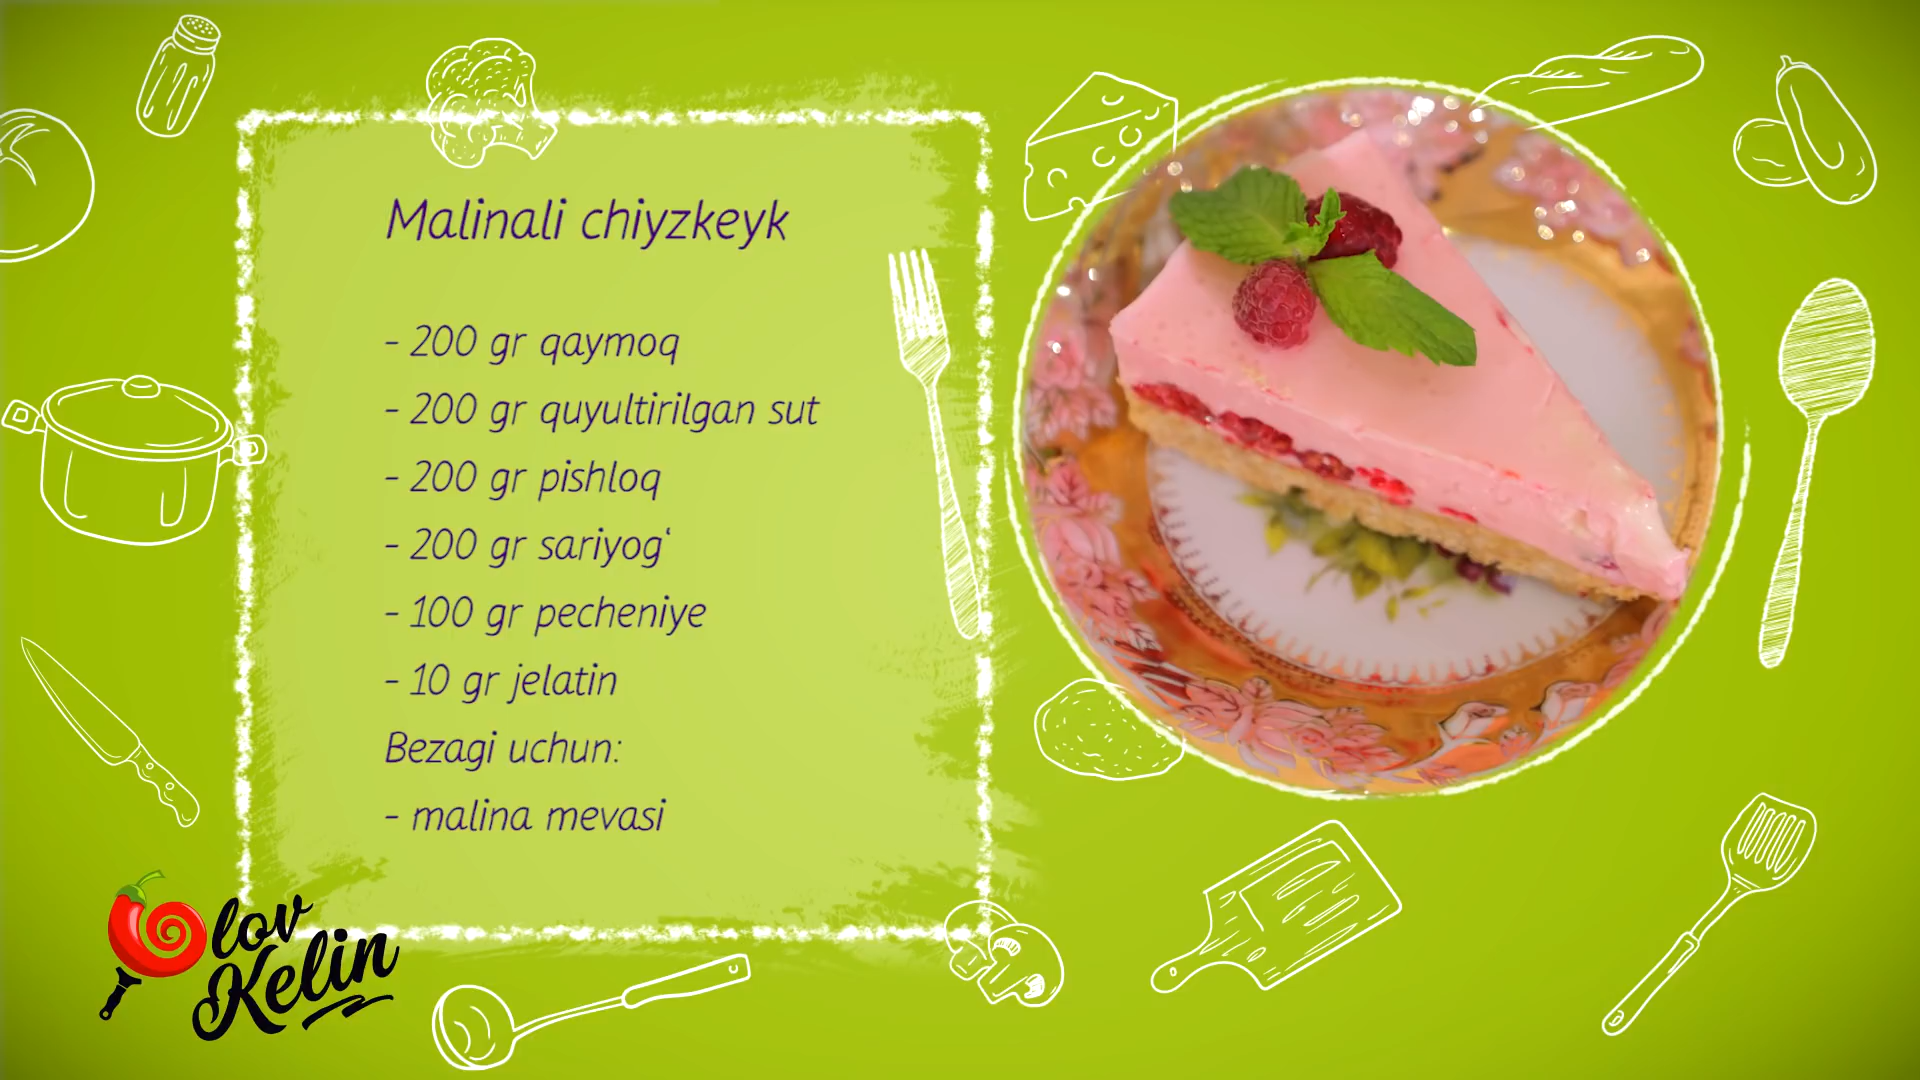 Malinali chiyzkeyk
- 200 gr qaymoq
- 200 gr quyultirilgan sut
- 200 gr pishloq
- 200 gr sariyog‘
- 100 gr pecheniye
- 10 gr jelatin
Bezagi uchun:
- malina mevasi
Olov
Kelin